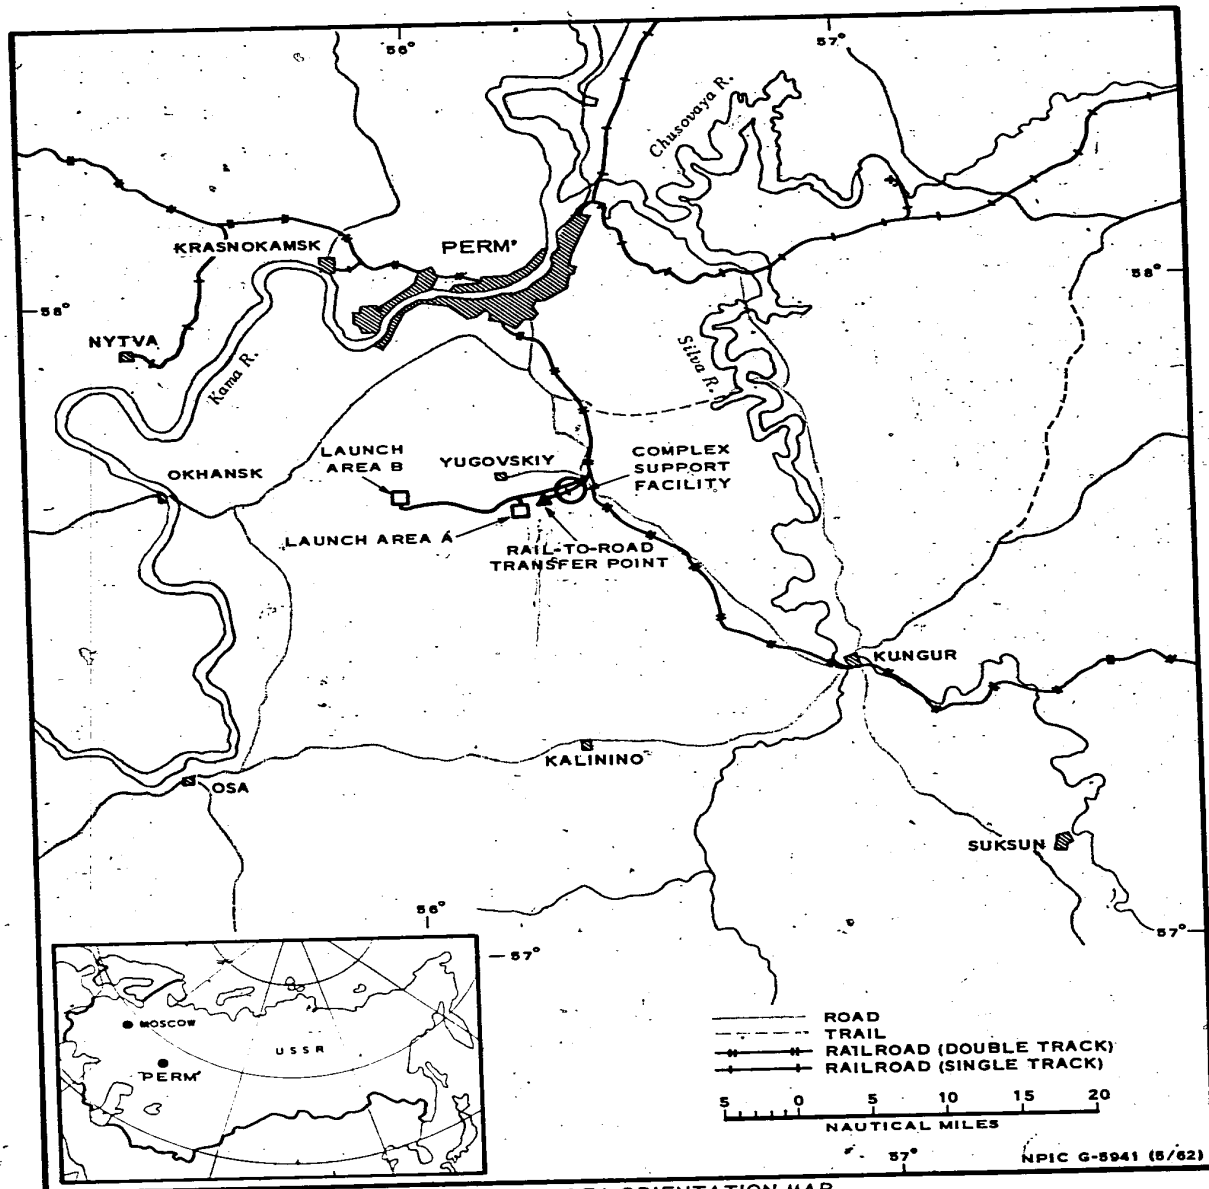 56°
57°
Chusovaya R.
KRASNOKAMSK
PERM'
58°
58°
NYTVA
Kama R.
Silva R.
LAUNCH
AREA B
YUGOVSKIY
COMPLEX
SUPPORT
FACILITY
OKHANSK
LAUNCH AREA A
RAIL-TO-ROAD
TRANSFER POINT
KUNGUR
KALININO
OSA
SUKSUN
56°
57°
57°
MOSCOW
USSR
PERM'
ROAD
TRAIL
RAILROAD (DOUBLE TRACK)
RAILROAD (SINGLE TRACK)
5 0 5 10 15 20
NAUTICAL MILES
57°
NPIC G-5941 (5/62)
ORIENTATION MAP